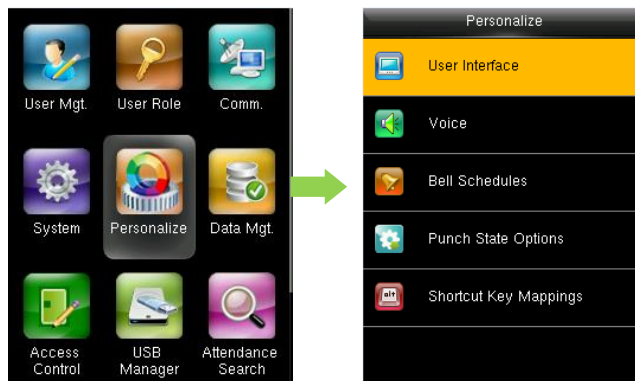 User Mgt.
User Role
Comm.
System
Personalize
Data Mgt.
Access
Control
USB
Manager
Attendance
Search
Personalize
User Interface
Voice
Bell Schedules
Punch State Options
alt
Shortcut Key Mappings